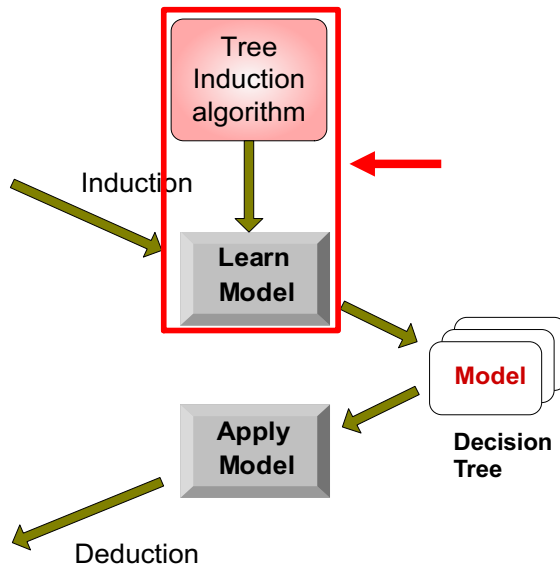 Tree
Induction
algorithm
Induction
Learn
Model
Model
Decision
Tree
Apply
Model
Deduction